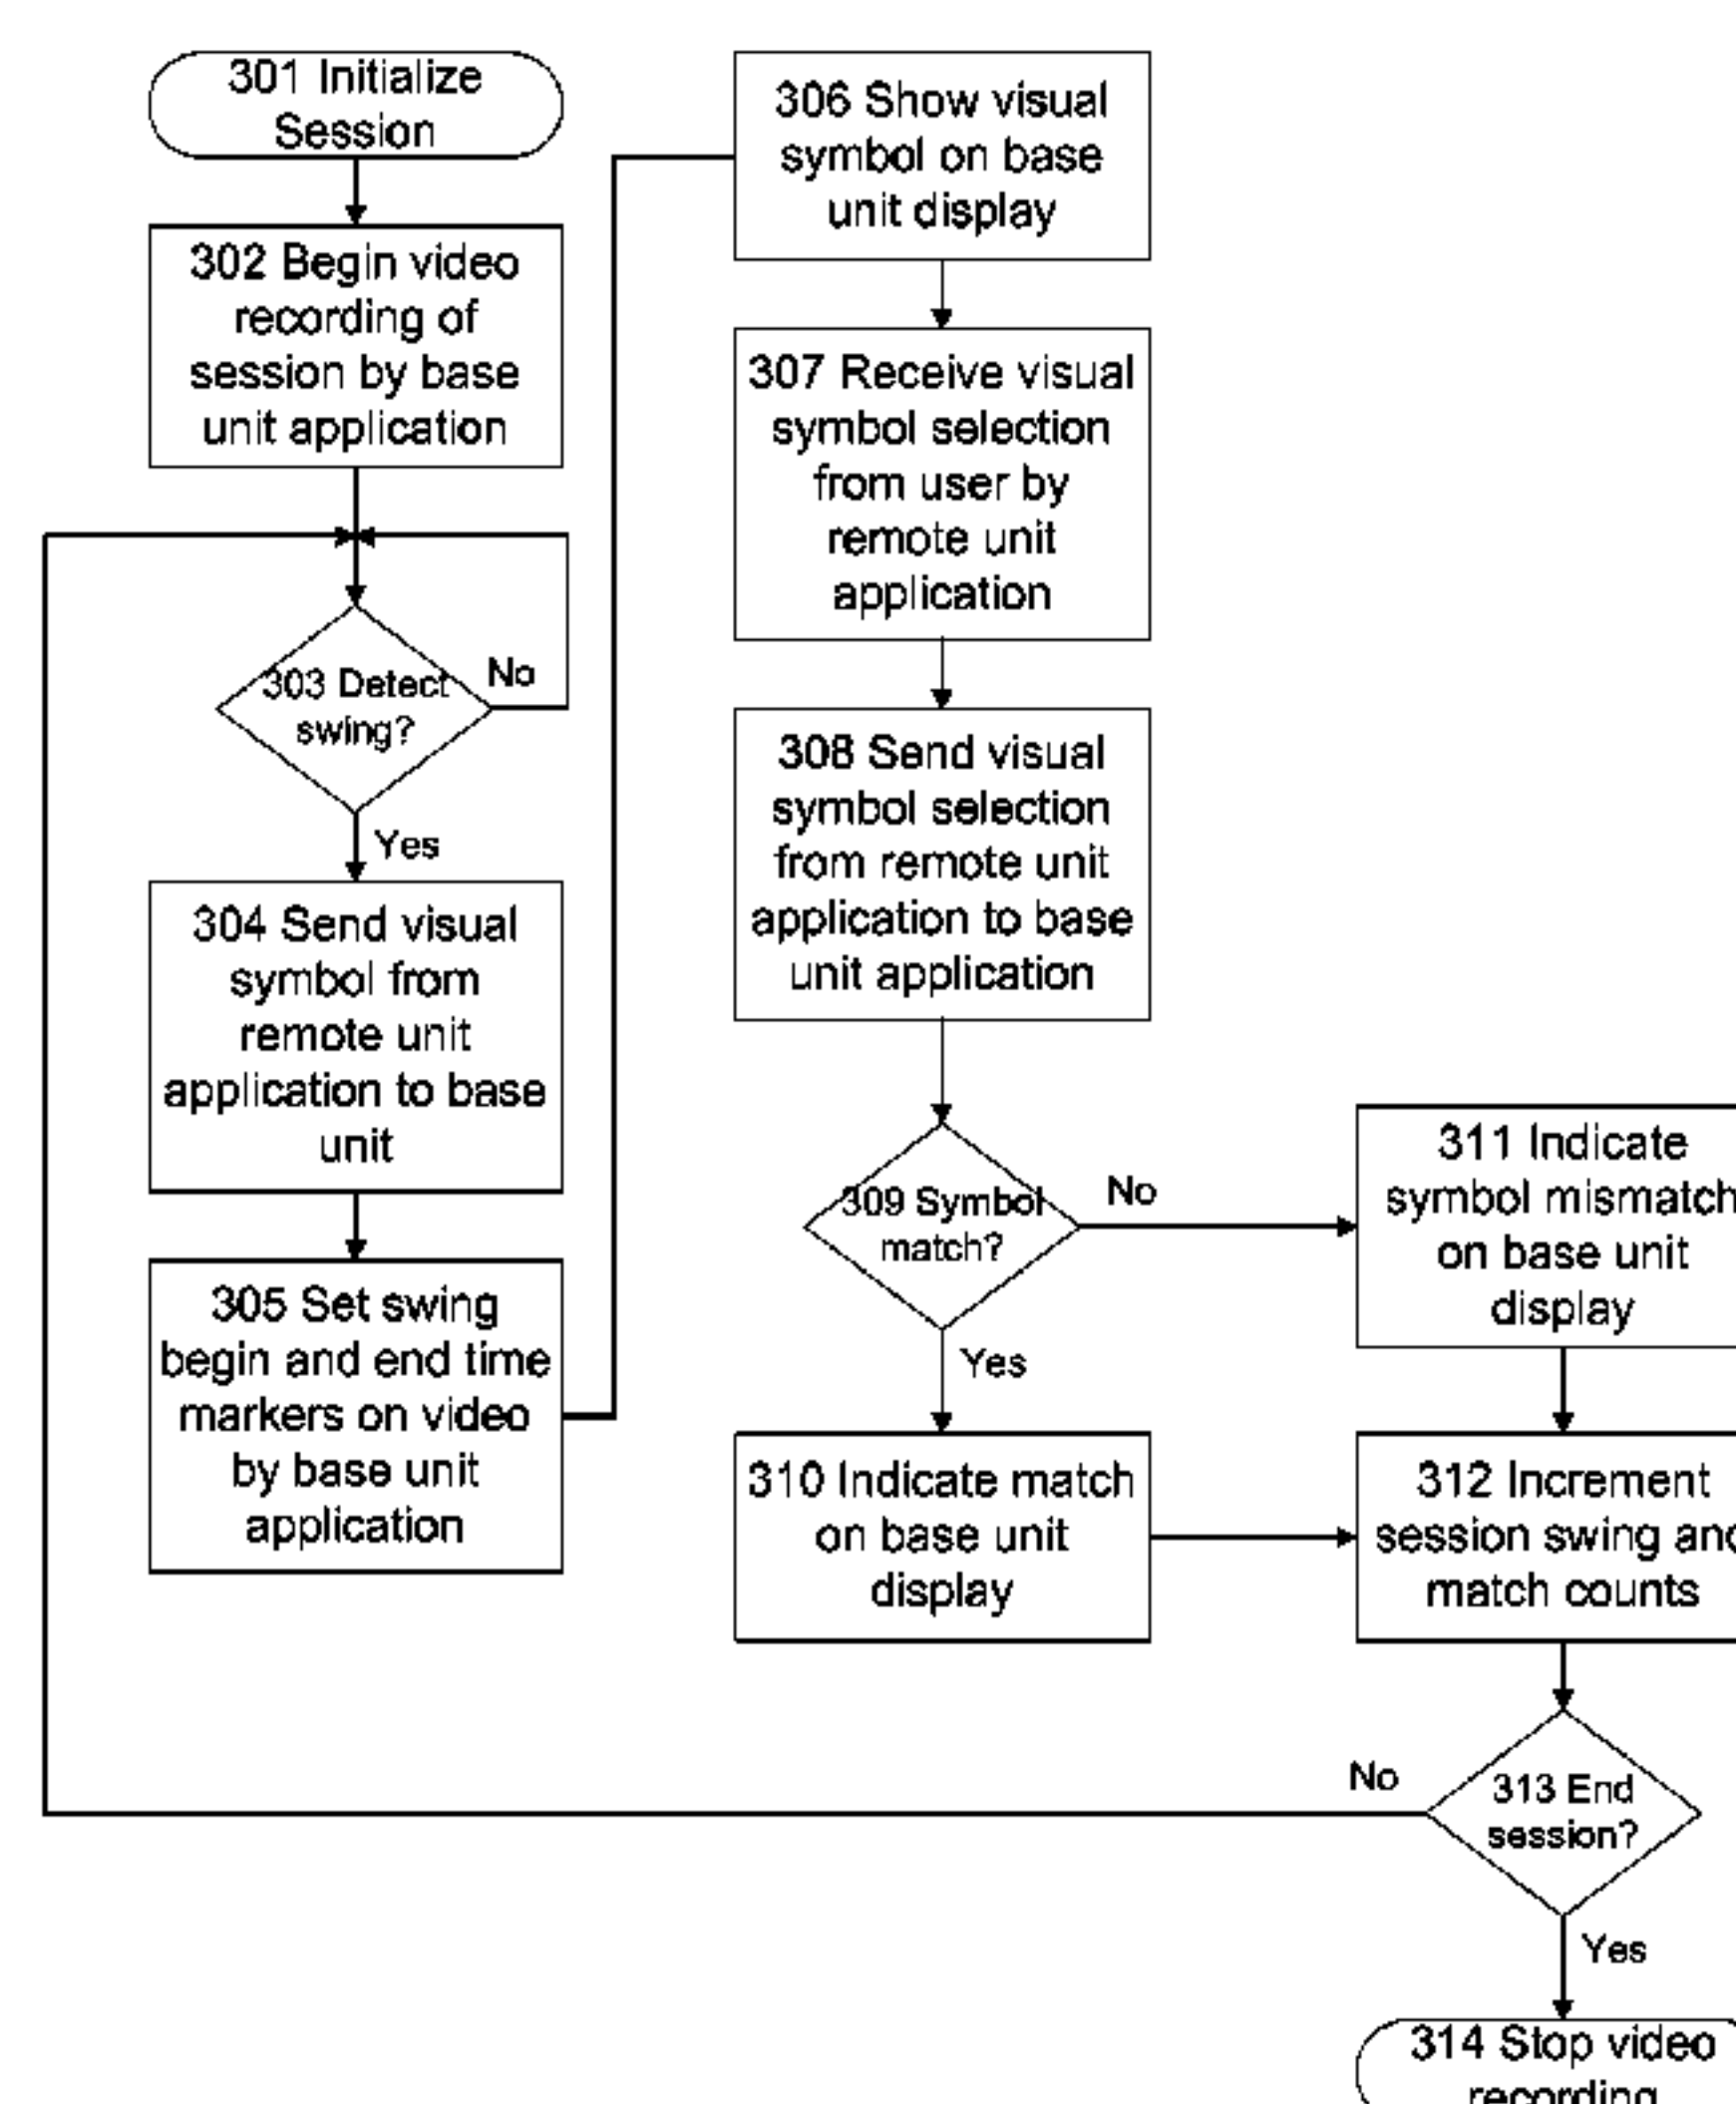 301 Initialize
Session
302 Begin video
recording of
session by base
unit application
303 Detect
swing?
No
Yes
304 Send visual
symbol from
remote unit
application to base
unit
305 Set swing
begin and end time
markers on video
by base unit
application
306 Show visual
symbol on base
unit display
307 Receive visual
symbol selection
from user by
remote unit
application
308 Send visual
symbol selection
from remote unit
application to base
unit application
309 Symbol
match?
No
Yes
310 Indicate match
on base unit
display
311 Indicate
symbol mismatch
on base unit
display
312 Increment
session swing and
match counts
313 End
session?
No
Yes
314 Stop video
recording